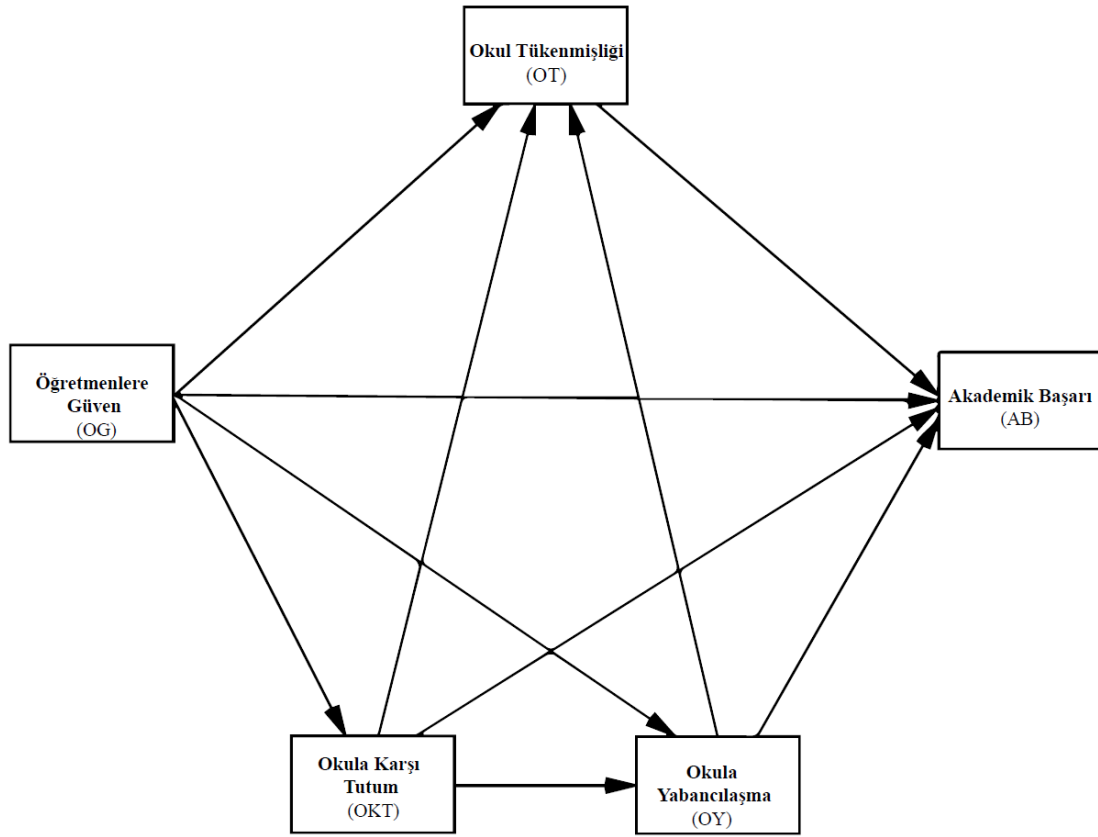 Okul Tükenmişliği
(OT)
Öğretmenlere
Güven
(OG)
Akademik Başarı
(AB)
Okula Karşı
Tutum
(OKT)
Okula
Yabancılaşma
(OY)